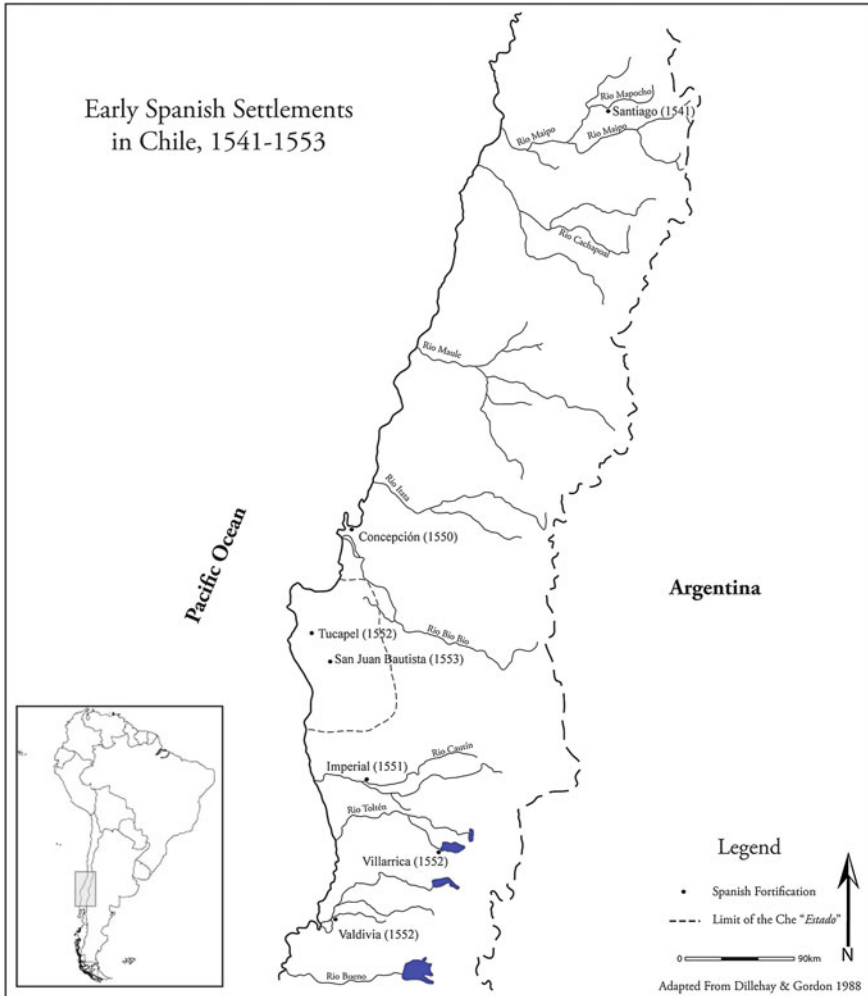 Early Spanish Settlements
in Chile, 1541-1553
Rio Mapocho
Santiago (1541)
Rio Maipo
Rio Maipo
Rio Cachapoal
Rio Maule
Rio Itata
Concepción (1550)
Pacific Ocean
Argentina
Tucapel (1552)
Rio Bio Bio
San Juan Bautista (1553)
Rio Cautín
Imperial (1551)
Rio Toltén
Villarrica (1552)
Valdivia (1552)
Rio Bueno
Legend
Spanish Fortification
Limit of the Che "Estado"
0 90km
N
Adapted From Dillehay & Gordon 1988